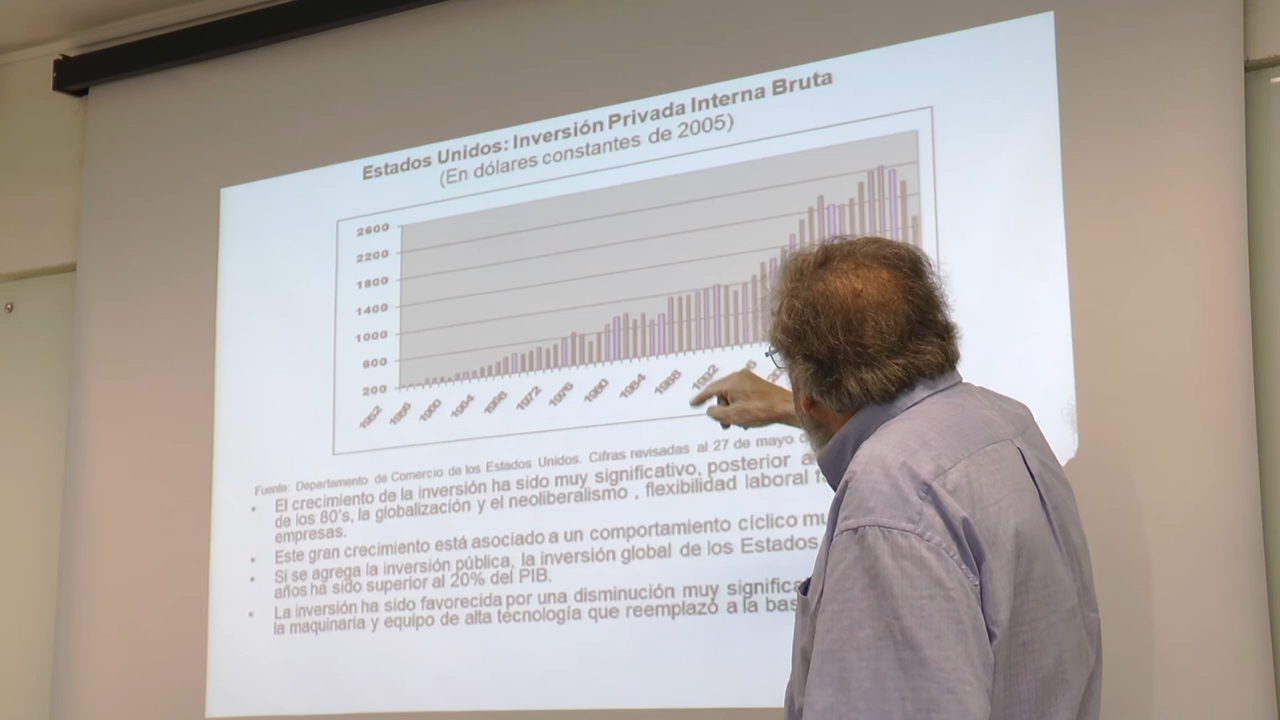 Estados Unidos: Inversión Privada Interna Bruta
(En dólares constantes de 2005)
2600
2200
1800
1400
1000
600
200
1952 1956 1960 1964 1968 1972 1976 1980 1984 1988 1992
Fuente: Departamento de Comercio de los Estados Unidos. Cifras revisadas al 27 de mayo
• El crecimiento de la inversión ha sido muy significativo, posterior a
de los 80's, la globalización y el neoliberalismo , flexibilidad laboral
empresas.
• Este gran crecimiento está asociado a un comportamiento cíclico mu
• Si se agrega la inversión pública, la inversión global de los Estados
años ha sido superior al 20% del PIB.
• La inversión ha sido favorecida por una disminución muy significa
la maquinaria y equipo de alta tecnología que reemplazó a la bas